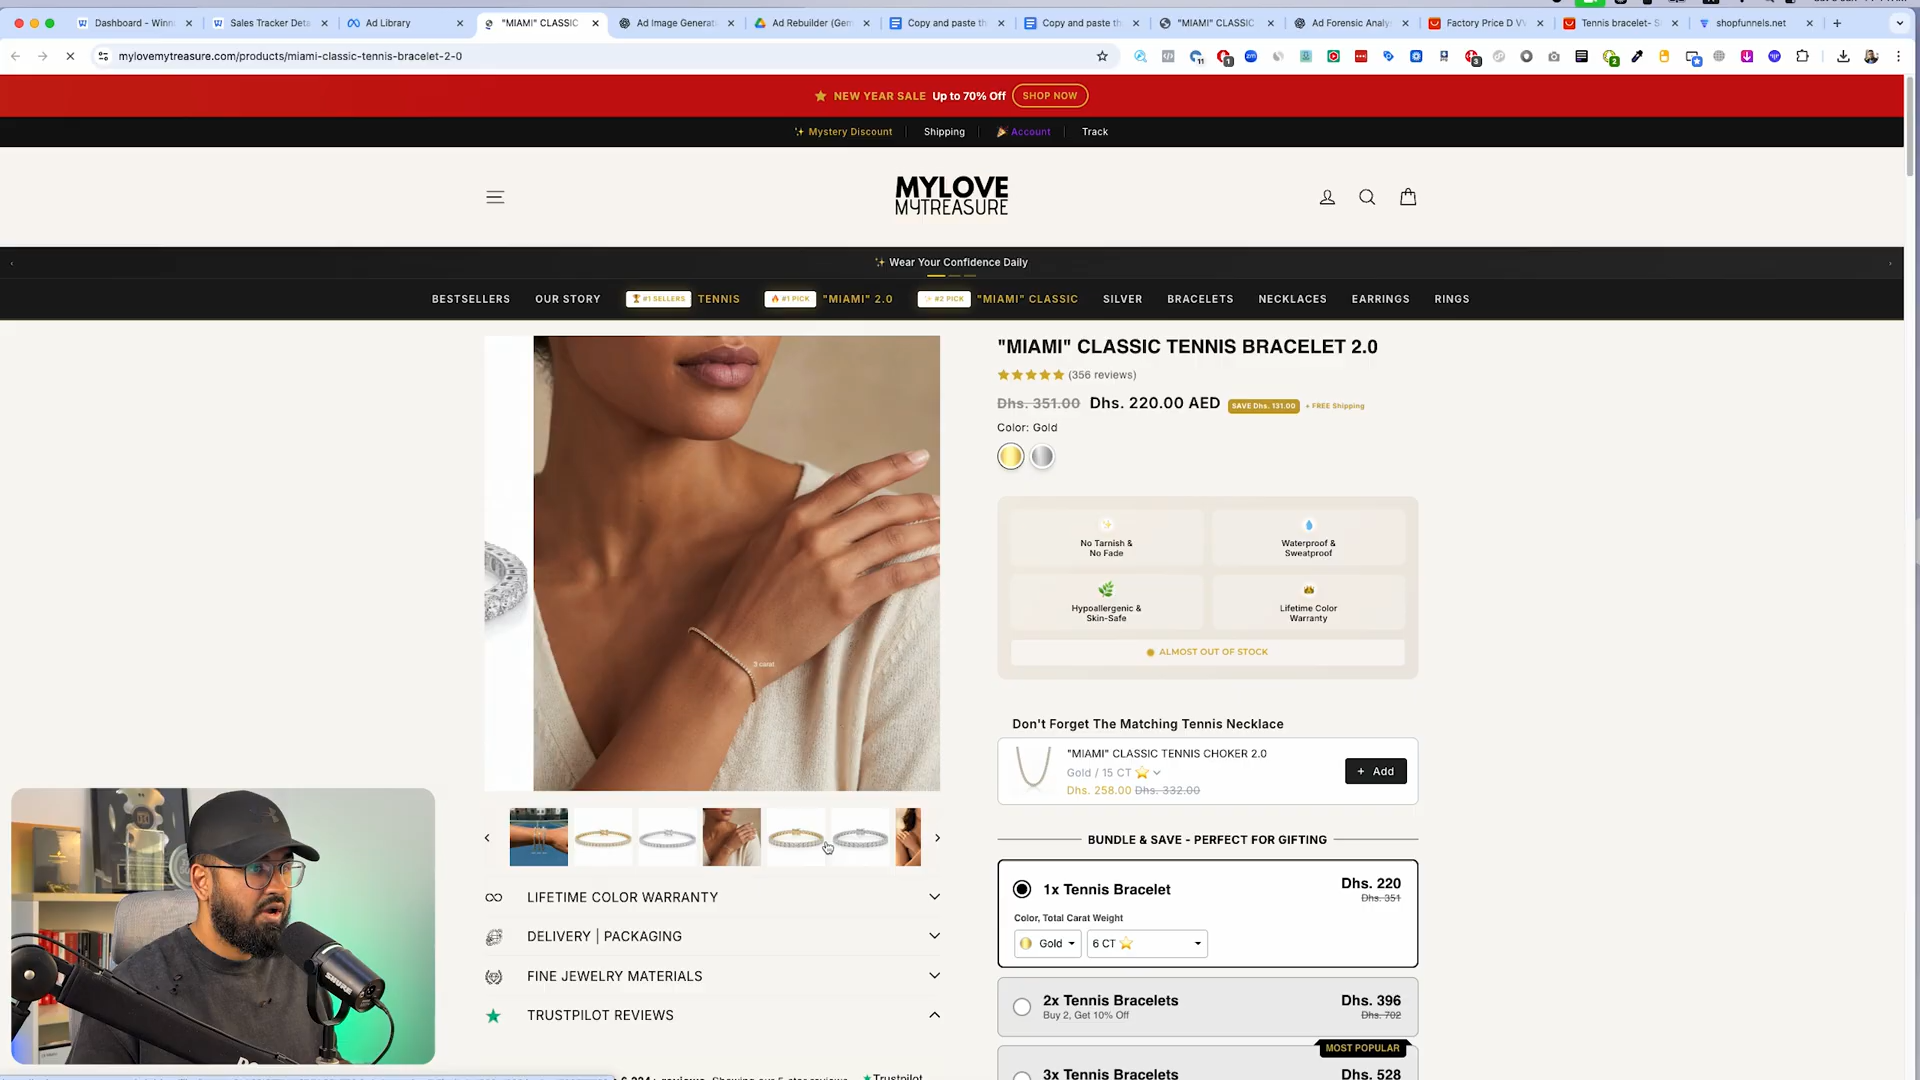 Dashboard - Winn
Sales Tracker Deta
Ad Library
"MIAMI" CLASSIC
Ad Image Generat
Ad Rebuilder (Gem
Copy and paste th
Copy and paste th
"MIAMI" CLASSIC
Ad Forensic Analy
Factory Price D V
Tennis bracelet- S
shopfunnels.net
mylovemytreasure.com/products/miami-classic-tennis-bracelet-2-0
NEW YEAR SALE Up to 70% Off SHOP NOW
Mystery Discount
Shipping
Account
Track
MYLOVE
MYTREASURE
Wear Your Confidence Daily
BESTSELLERS
OUR STORY
#1 SELLERS TENNIS
#1 PICK "MIAMI" 2.0
#2 PICK "MIAMI" CLASSIC
SILVER
BRACELETS
NECKLACES
EARRINGS
RINGS
"MIAMI" CLASSIC TENNIS BRACELET 2.0
(356 reviews)
Dhs. 351.00 Dhs. 220.00 AED SAVE Dhs. 131.00 + FREE Shipping
Color: Gold
No Tarnish &
No Fade
Waterproof &
Sweatproof
Hypoallergenic &
Skin-Safe
Lifetime Color
Warranty
ALMOST OUT OF STOCK
3 carat
Don't Forget The Matching Tennis Necklace
"MIAMI" CLASSIC TENNIS CHOKER 2.0
Gold / 15 CT
Dhs. 258.00 Dhs. 332.00
+ Add
BUNDLE & SAVE - PERFECT FOR GIFTING
1x Tennis Bracelet
Dhs. 220
Dhs. 351
Color, Total Carat Weight
Gold
6 CT
2x Tennis Bracelets
Buy 2, Get 10% Off
Dhs. 396
Dhs. 702
MOST POPULAR
3x Tennis Bracelets
Dhs. 528
LIFETIME COLOR WARRANTY
DELIVERY | PACKAGING
FINE JEWELRY MATERIALS
TRUSTPILOT REVIEWS
Trustpilot
SHURE